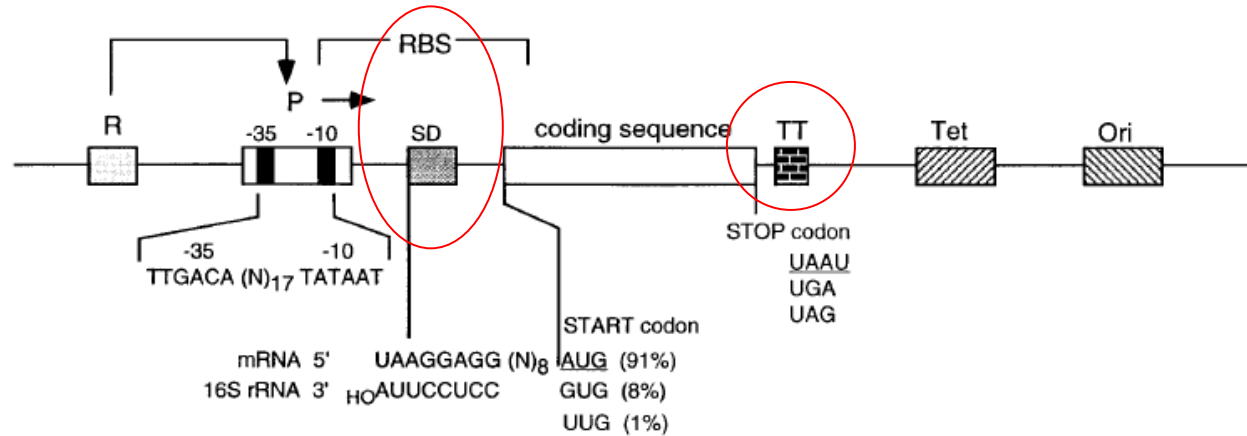 RBS
P
R
-35 -10
SD
coding sequence
TT
Tet
Ori
-35 -10
TTGACA (N)17 TATAAT
STOP codon
UAAU
UGA
UAG
START codon
mRNA 5' UAAGGAGG (N)8 AUG (91%)
16S rRNA 3' HOAUUCCUCC GUG (8%)
UUG (1%)